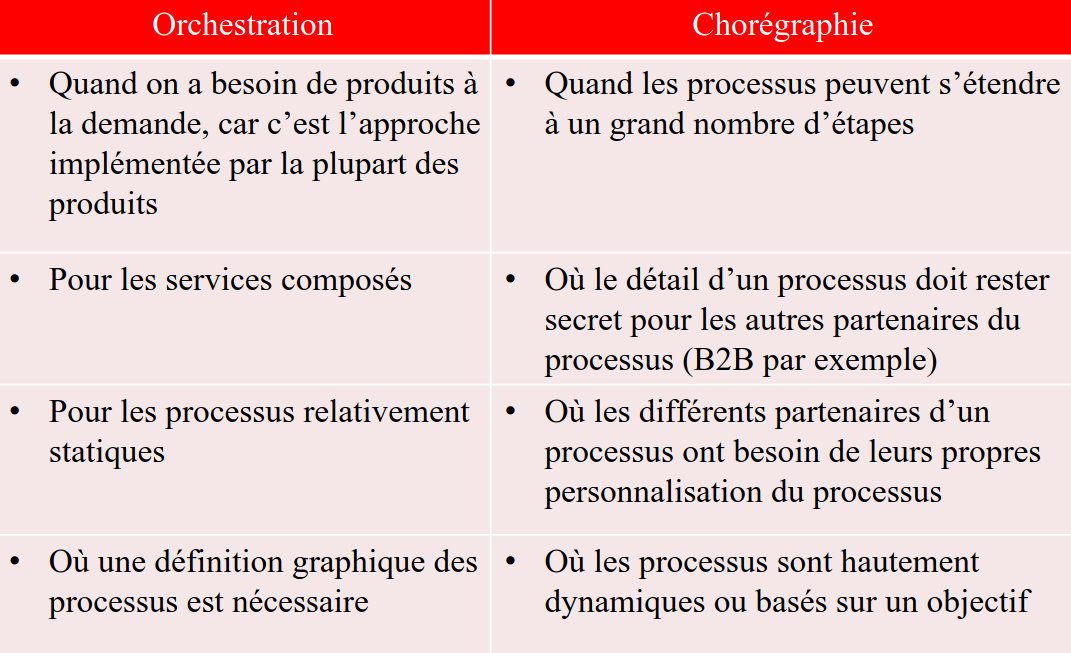 Orchestration
Chorégraphie
• Quand on a besoin de produits à
la demande, car c’est l’approche
implémentée par la plupart des
produits
• Quand les processus peuvent s’étendre
à un grand nombre d’étapes
• Pour les services composés
• Où le détail d’un processus doit rester
secret pour les autres partenaires du
processus (B2B par exemple)
• Pour les processus relativement
statiques
• Où les différents partenaires d’un
processus ont besoin de leurs propres
personnalisation du processus
• Où une définition graphique des
processus est nécessaire
• Où les processus sont hautement
dynamiques ou basés sur un objectif